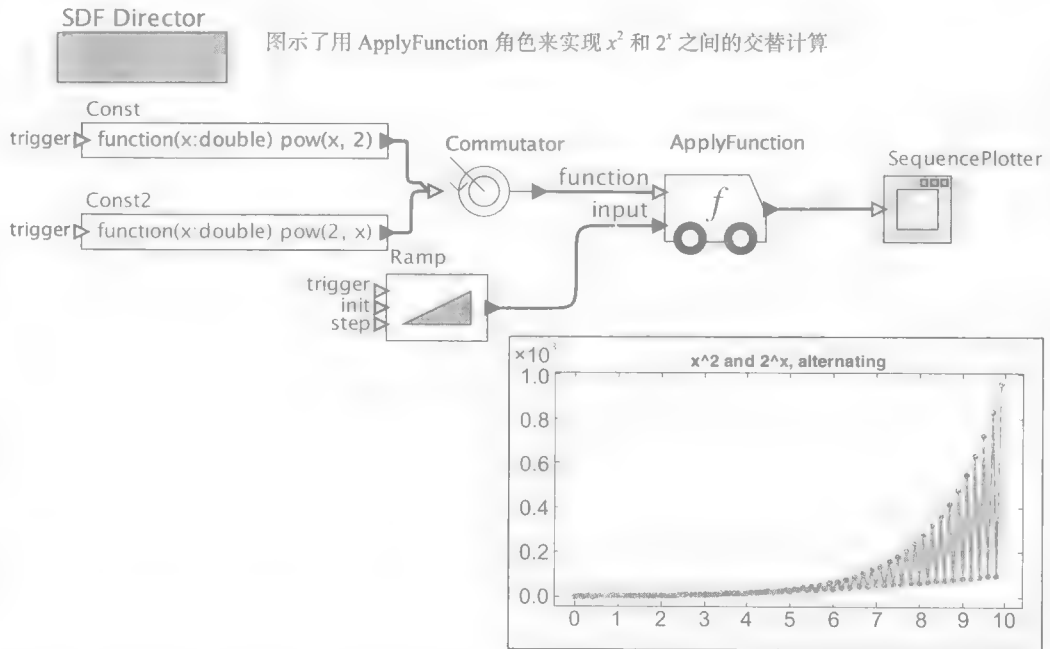 SDF Director
图示了用 ApplyFunction 角色来实现 x² 和 2ˣ 之间的交替计算
Const
trigger
function(x:double) pow(x, 2)
Commutator
ApplyFunction
SequencePlotter
function
f
input
Const2
trigger
function(x:double) pow(2, x)
Ramp
trigger
init
step
x^2 and 2^x, alternating
1.0
0.8
0.6
0.4
0.2
0.0
0 1 2 3 4 5 6 7 8 9 10